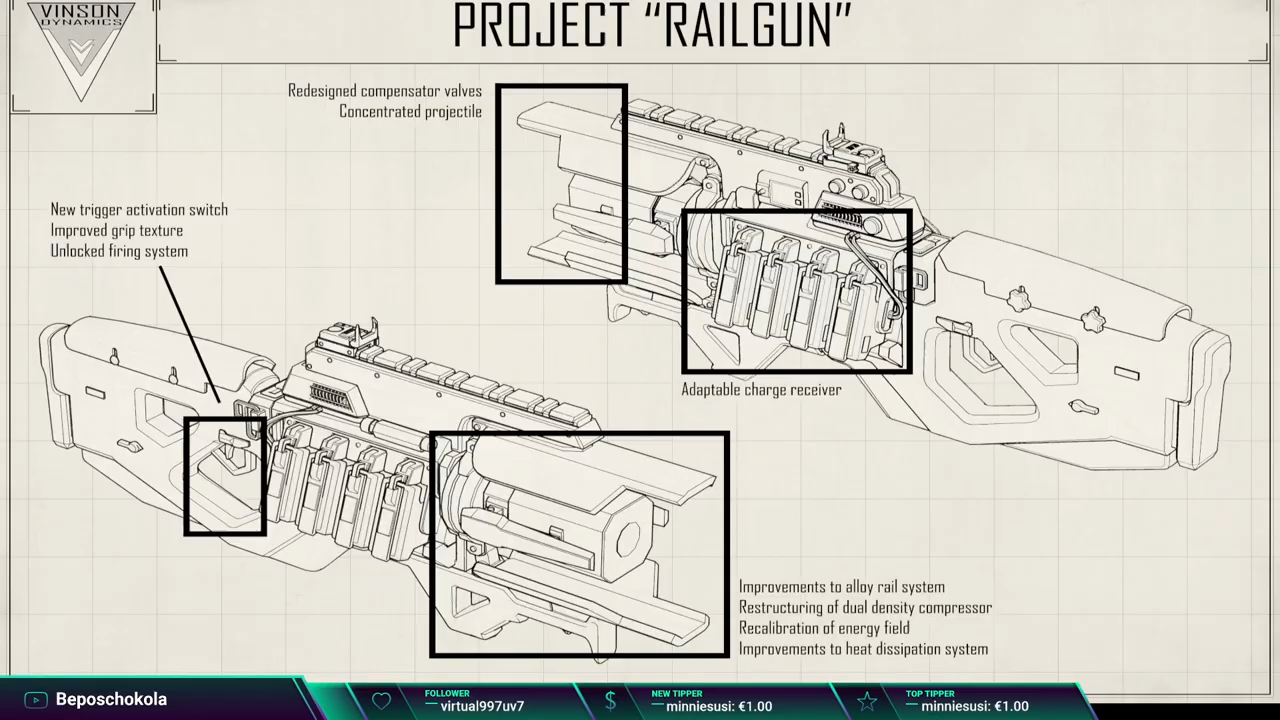 VINSON
DYNAMICS
PROJECT “RAILGUN”
Redesigned compensator valves
Concentrated projectile
New trigger activation switch
Improved grip texture
Unlocked firing system
Adaptable charge receiver
Improvements to alloy rail system
Restructuring of dual density compressor
Recalibration of energy field
Improvements to heat dissipation system
Beposchokola
FOLLOWER
virtual997uv7
$
NEW TIPPER
minniesusi: €1.00
TOP TIPPER
minniesusi: €1.00